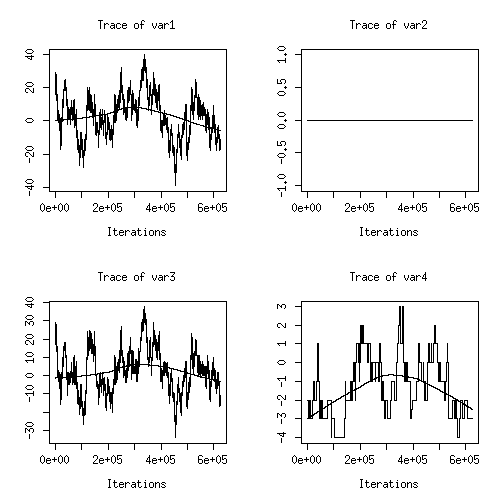 Trace of var1
40
20
0
−20
−40
0e+00
2e+05
4e+05
6e+05
Iterations
Trace of var2
1.0
0.5
0.0
−0.5
−1.0
0e+00
2e+05
4e+05
6e+05
Iterations
Trace of var3
40
30
20
10
0
−10
−30
0e+00
2e+05
4e+05
6e+05
Iterations
Trace of var4
3
2
1
0
−1
−2
−3
−4
0e+00
2e+05
4e+05
6e+05
Iterations